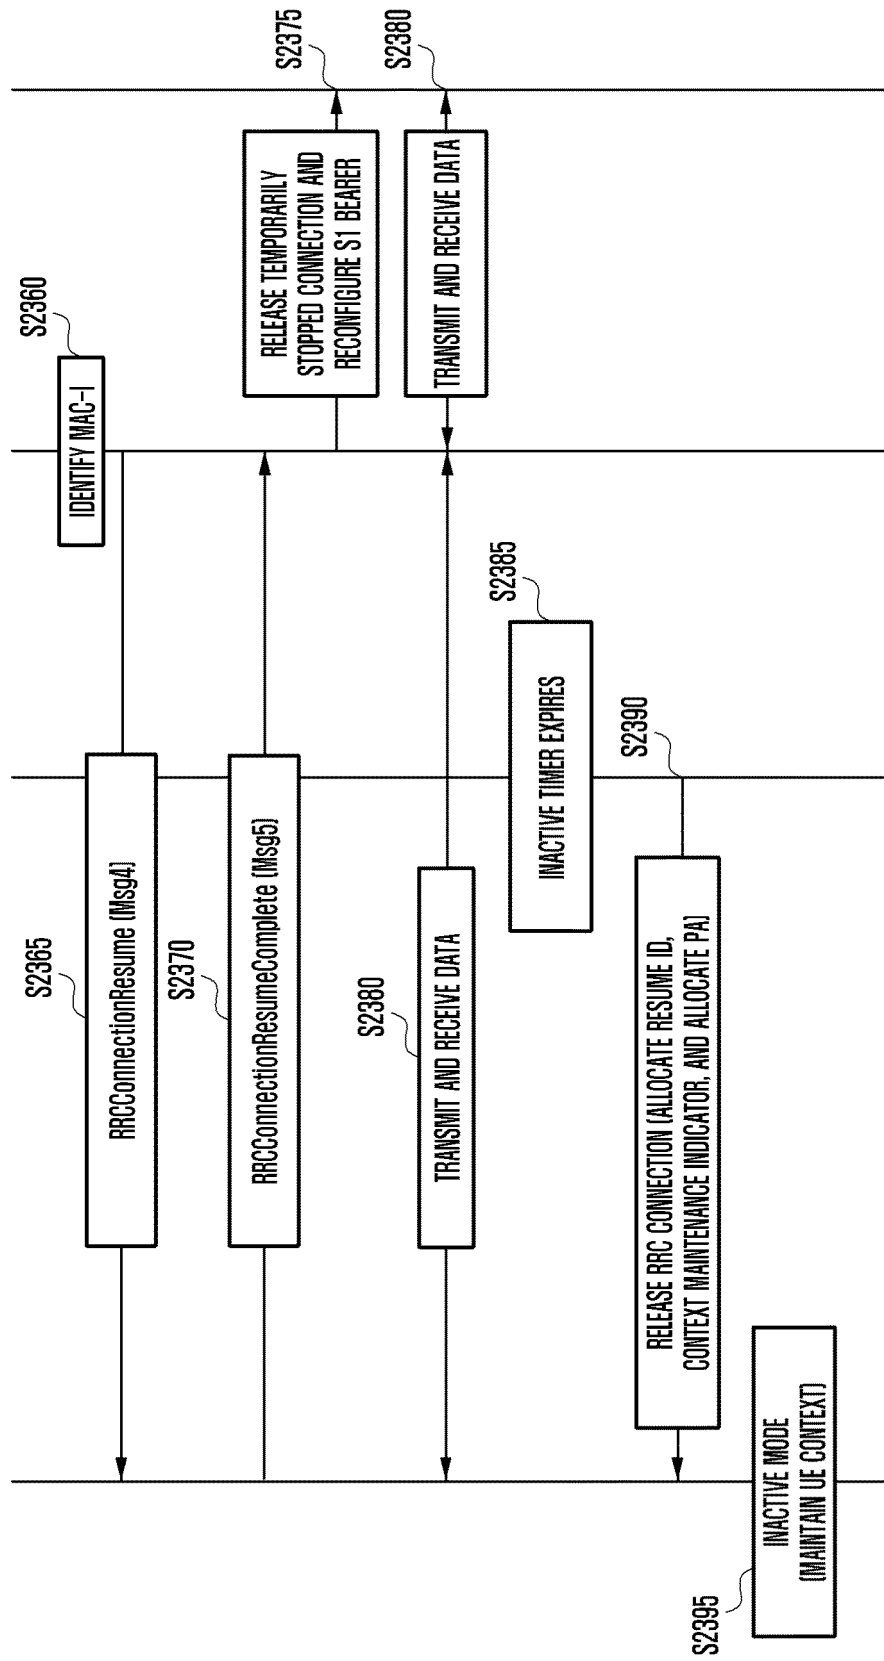 S2360
IDENTIFY MAC-I
S2365
RRCConnectionResume (Msg4)
S2370
RRCConnectionResumeComplete (Msg5)
S2375
RELEASE TEMPORARILY
STOPPED CONNECTION AND
RECONFIGURE S1 BEARER
S2380
TRANSMIT AND RECEIVE DATA
S2380
TRANSMIT AND RECEIVE DATA
S2385
INACTIVE TIMER EXPIRES
S2390
RELEASE RRC CONNECTION (ALLOCATE RESUME ID,
CONTEXT MAINTENANCE INDICATOR, AND ALLOCATE PA)
S2395
INACTIVE MODE
(MAINTAIN UE CONTEXT)